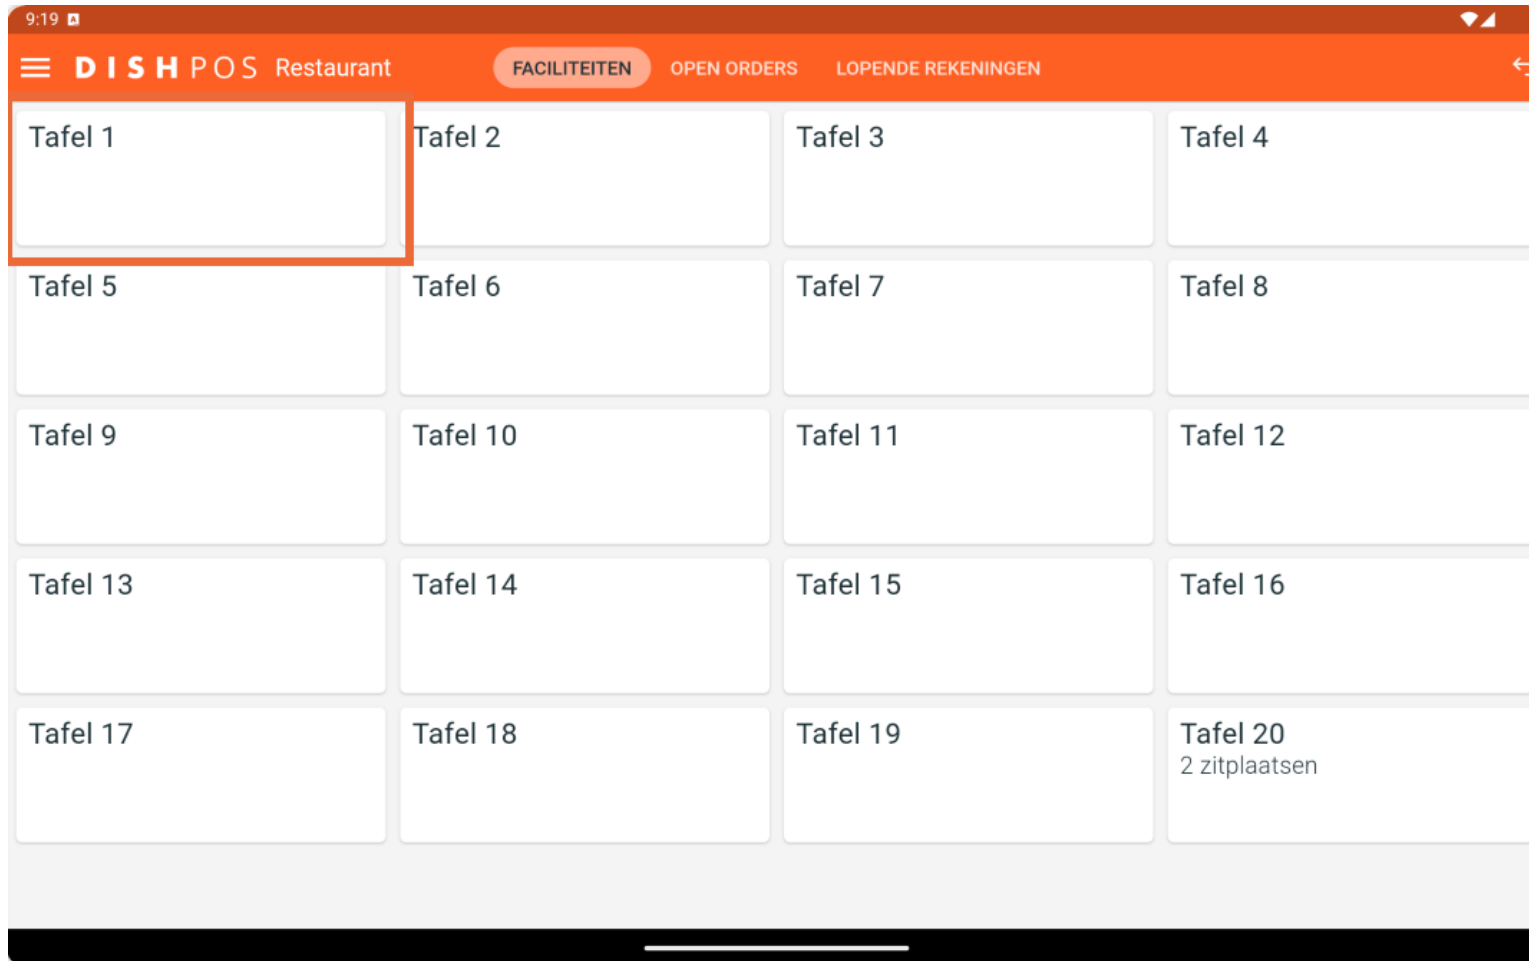 9:19
DISH POS Restaurant FACILITEITEN OPEN ORDERS LOPENDE REKENINGEN
Tafel 1 Tafel 2 Tafel 3 Tafel 4
Tafel 5 Tafel 6 Tafel 7 Tafel 8
Tafel 9 Tafel 10 Tafel 11 Tafel 12
Tafel 13 Tafel 14 Tafel 15 Tafel 16
Tafel 17 Tafel 18 Tafel 19 Tafel 20
2 zitplaatsen